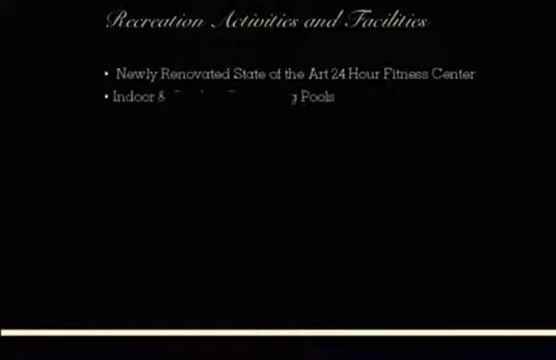 Recreation Activities and Facilities
• Newly Renovated State of the Art 24 Hour Fitness Center
• Indoor & Pools